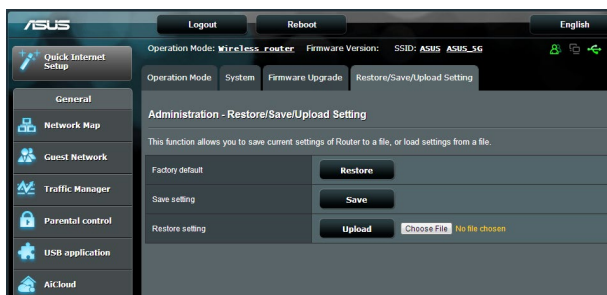 ASUS Logout Reboot English
Quick Internet Setup
Operation Mode: Wireless router Firmware Version: SSID: ASUS ASUS_5G
Operation Mode System Firmware Upgrade Restore/Save/Upload Setting
General
Network Map
Guest Network
Traffic Manager
Parental control
USB application
AiCloud
Administration - Restore/Save/Upload Setting
This function allows you to save current settings of Router to a file, or load settings from a file.
Factory default Restore
Save setting Save
Restore setting Upload Choose File No file chosen